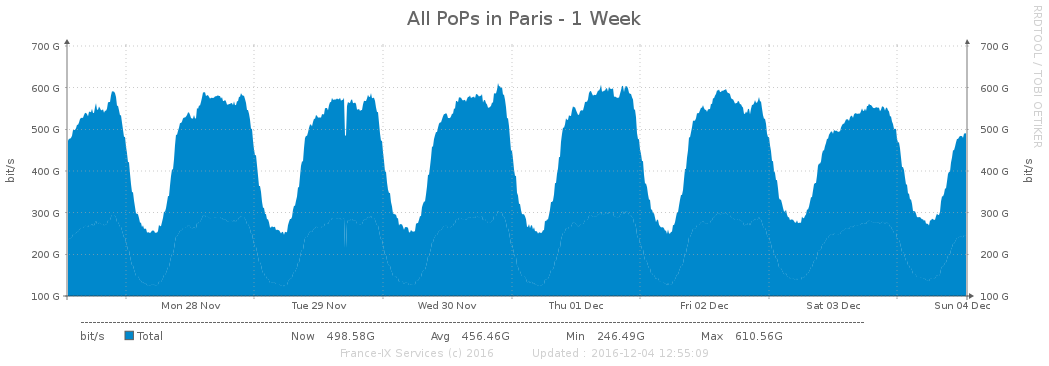 All PoPs in Paris - 1 Week
RRDTOOL / TOBI OETIKER
700 G 700 G
600 G 600 G
500 G 500 G
400 G 400 G
300 G 300 G
200 G 200 G
100 G 100 G
bit/s bit/s
Mon 28 Nov Tue 29 Nov Wed 30 Nov Thu 01 Dec Fri 02 Dec Sat 03 Dec Sun 04 Dec
bit/s Total Now 498.58G Avg 456.46G Min 246.49G Max 610.56G
France-IX Services (c) 2016 Updated : 2016-12-04 12:55:09